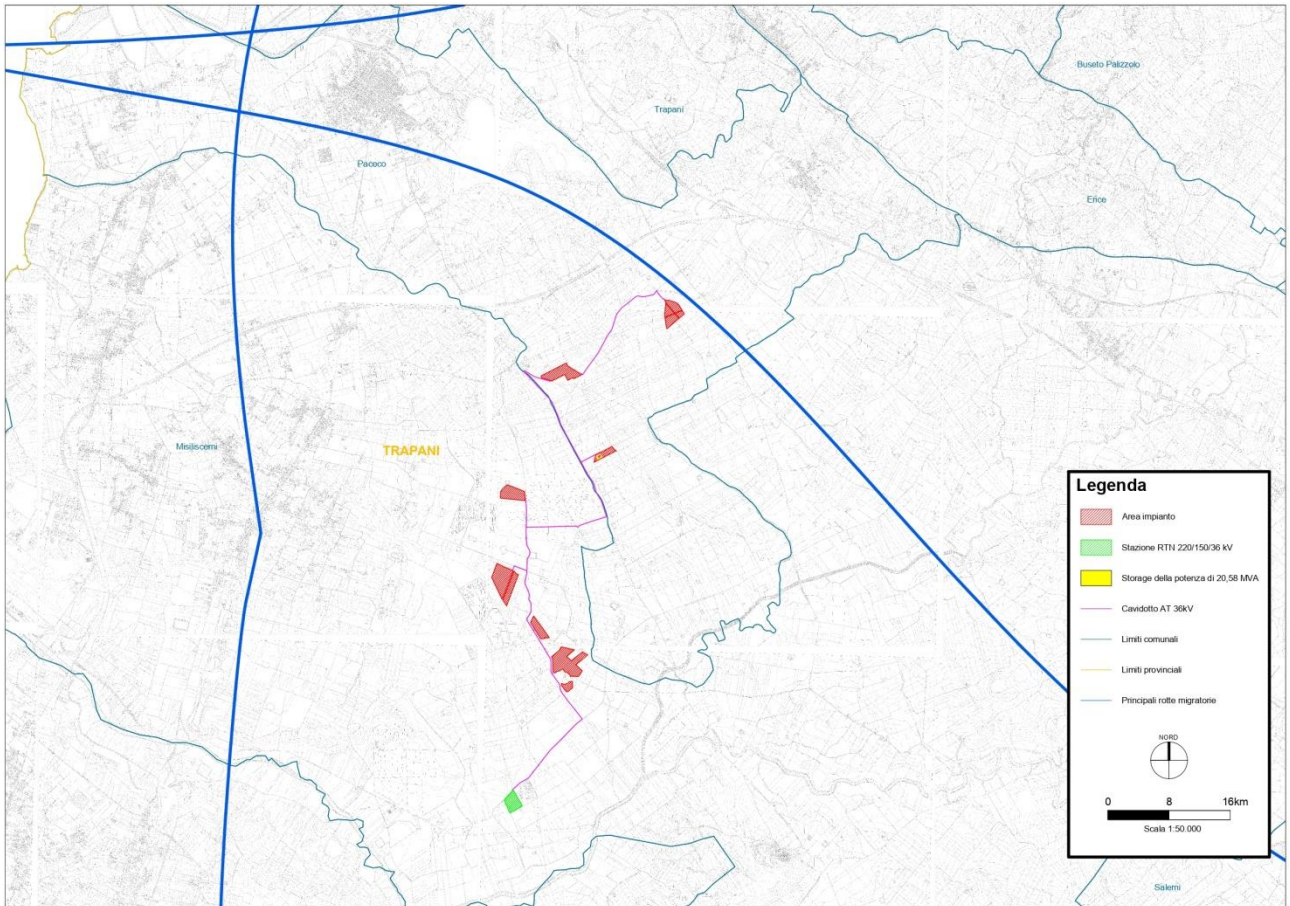 Buseto Palizzolo
Trapani
Paceco
Erice
Misiliscemi
TRAPANI
Legenda
Area impianto
Stazione RTN 220/150/36 kV
Storage della potenza di 20,58 MVA
Cavidotto AT 36kV
Limiti comunali
Limiti provinciali
Principali rotte migratorie
NORD
0 8 16km
Scala 1:50.000
Salemi